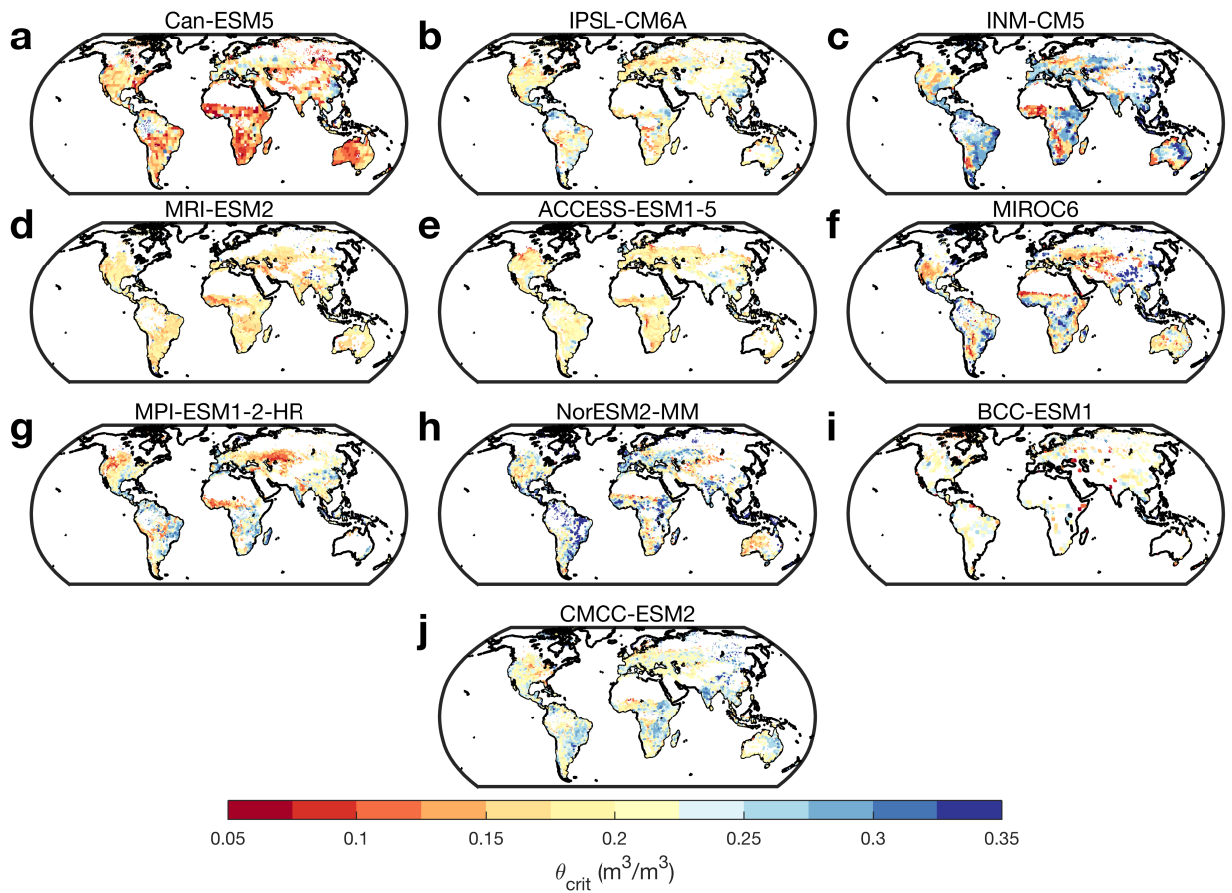 Can-ESM5
IPSL-CM6A
INM-CM5
a
b
c
MRI-ESM2
ACCESS-ESM1-5
MIROC6
d
e
f
MPI-ESM1-2-HR
NorESM2-MM
BCC-ESM1
g
h
i
CMCC-ESM2
j
0.05 0.1 0.15 0.2 0.25 0.3 0.35
θcrit (m³/m³)